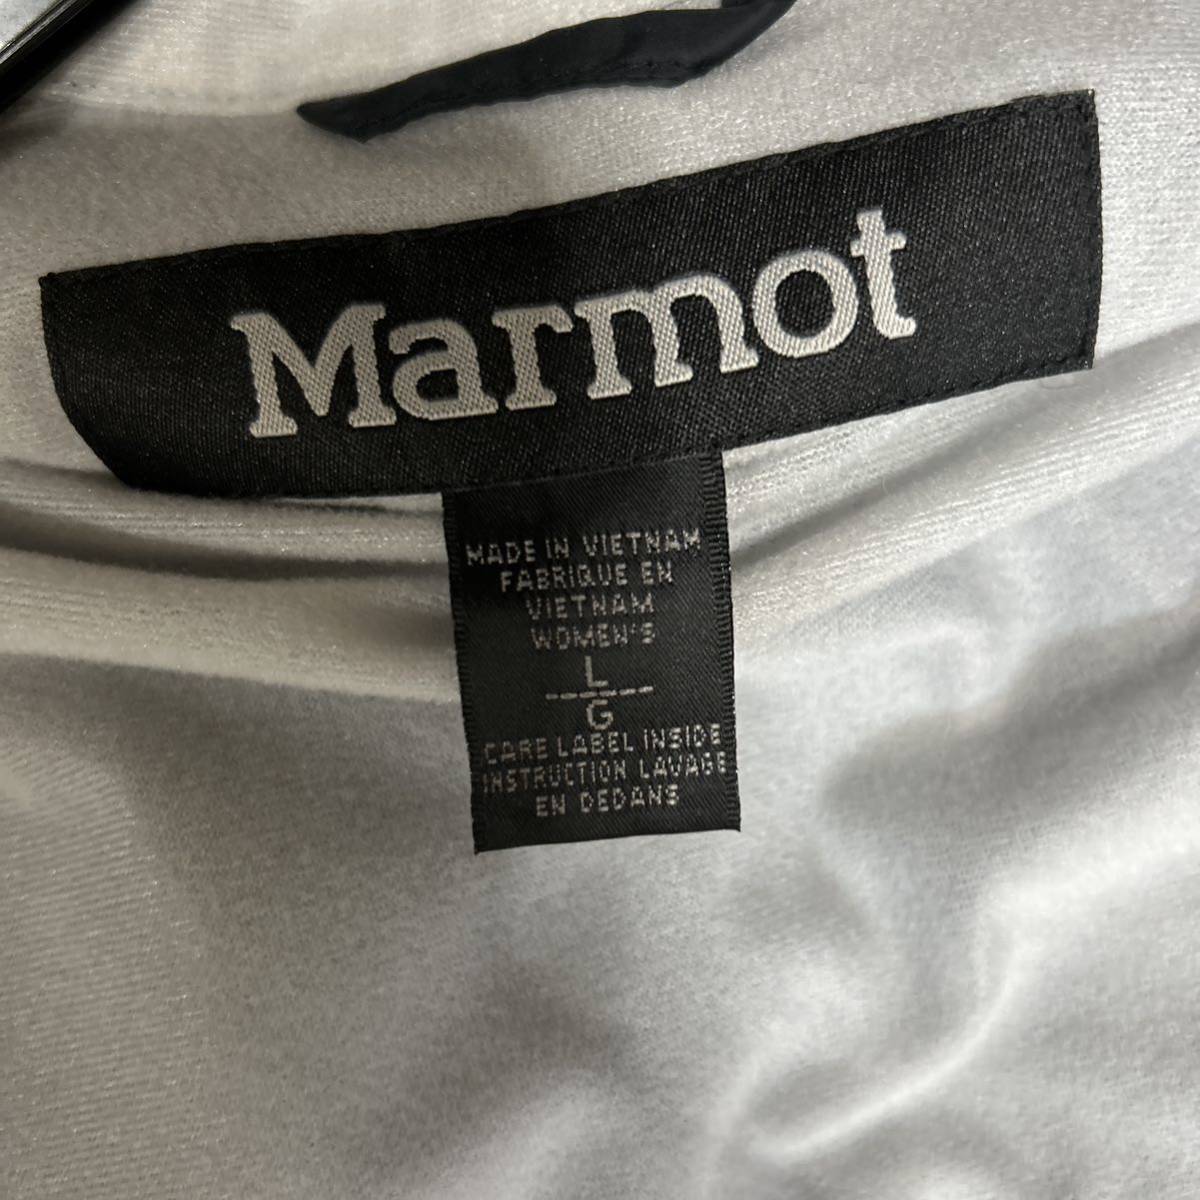 Marmot
MADE IN VIETNAM
FABRIQUE EN
VIETNAM
WOMEN'S
L
G
CARE LABEL INSIDE
INSTRUCTION LAVAGE
EN DEDANS